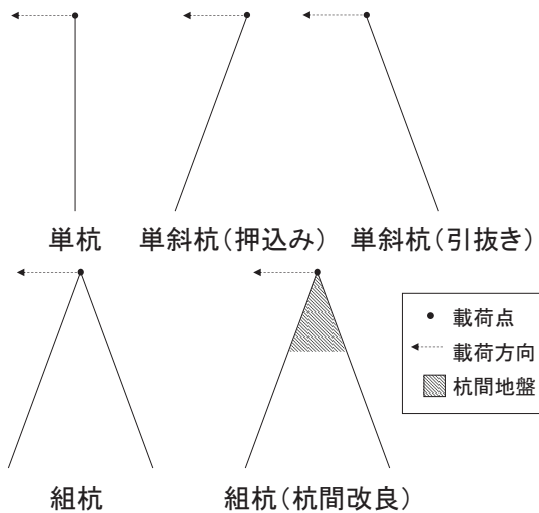 単杭
単斜杭(押込み)
単斜杭(引抜き)
載荷点
載荷方向
杭間地盤
組杭
組杭(杭間改良)